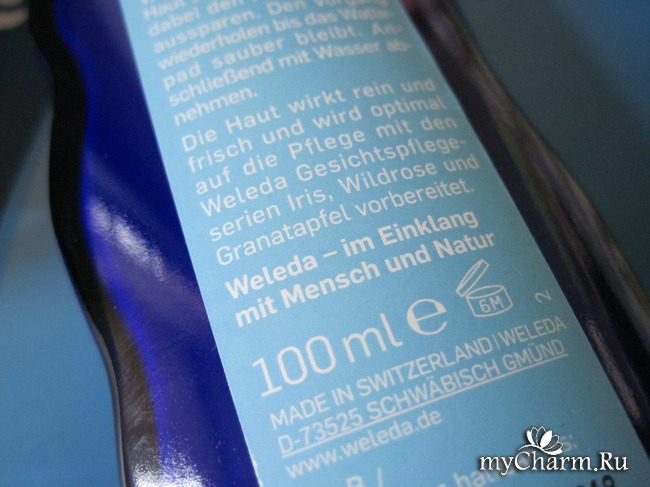 dabei den
aussparen. Den Vorgang
wiederholen bis das Watte-
pad sauber bleibt. An-
schließend mit Wasser ab-
nehmen.
Die Haut wirkt rein und
frisch und wird optimal
auf die Pflege mit den
Weleda Gesichtspflege-
serien Iris, Wildrose und
Granatapfel vorbereitet.
Weleda – im Einklang
mit Mensch und Natur
100 ml ℮ 6M 2
MADE IN SWITZERLAND | WELEDA
D-73525 SCHWÄBISCH GMÜND
www.weleda.de
myCharm.Ru